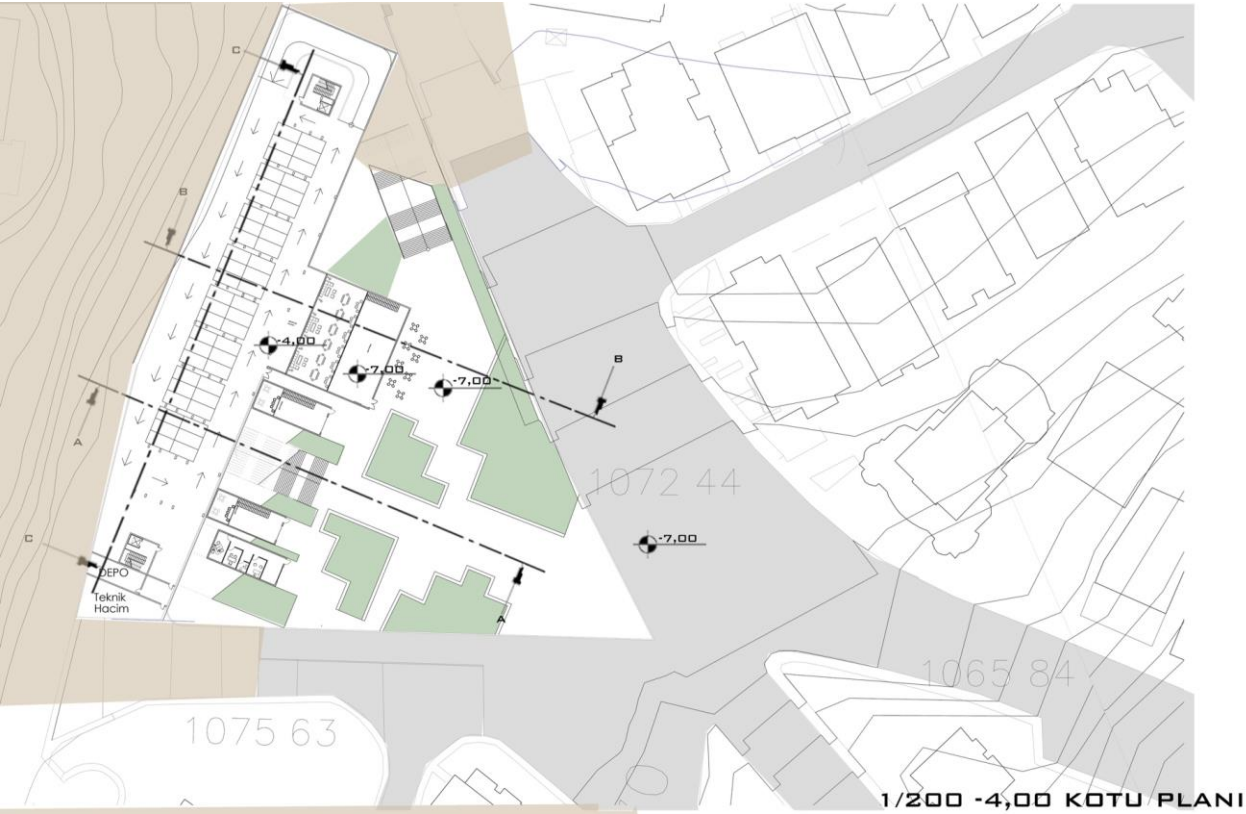 C
B
-4,00
-7,00
-7,00
B
A
1072 44
-7,00
C
DEPO
Teknik
Hacim
A
1065 84
1075 63
1/200 -4,00 KOTU PLANI